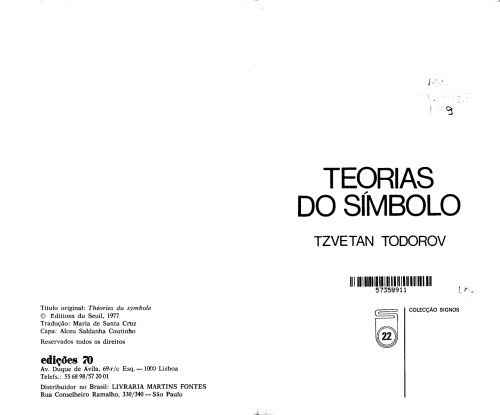 Título original: Théories du symbole
© Editions du Seuil, 1977
Tradução: Maria de Santa Cruz
Capa: Alceu Saldanha Coutinho
Reservados todos os direitos
edições 70
Av. Duque de Ávila, 69-r/c Esq. — 1000 Lisboa
Telefs.: 55 68 98/57 20 01
Distribuidor no Brasil: LIVRARIA MARTINS FONTES
Rua Conselheiro Ramalho, 330/340 — São Paulo
9
TEORIAS
DO SÍMBOLO
TZVETAN TODOROV
57358911
COLECÇÃO SIGNOS
22